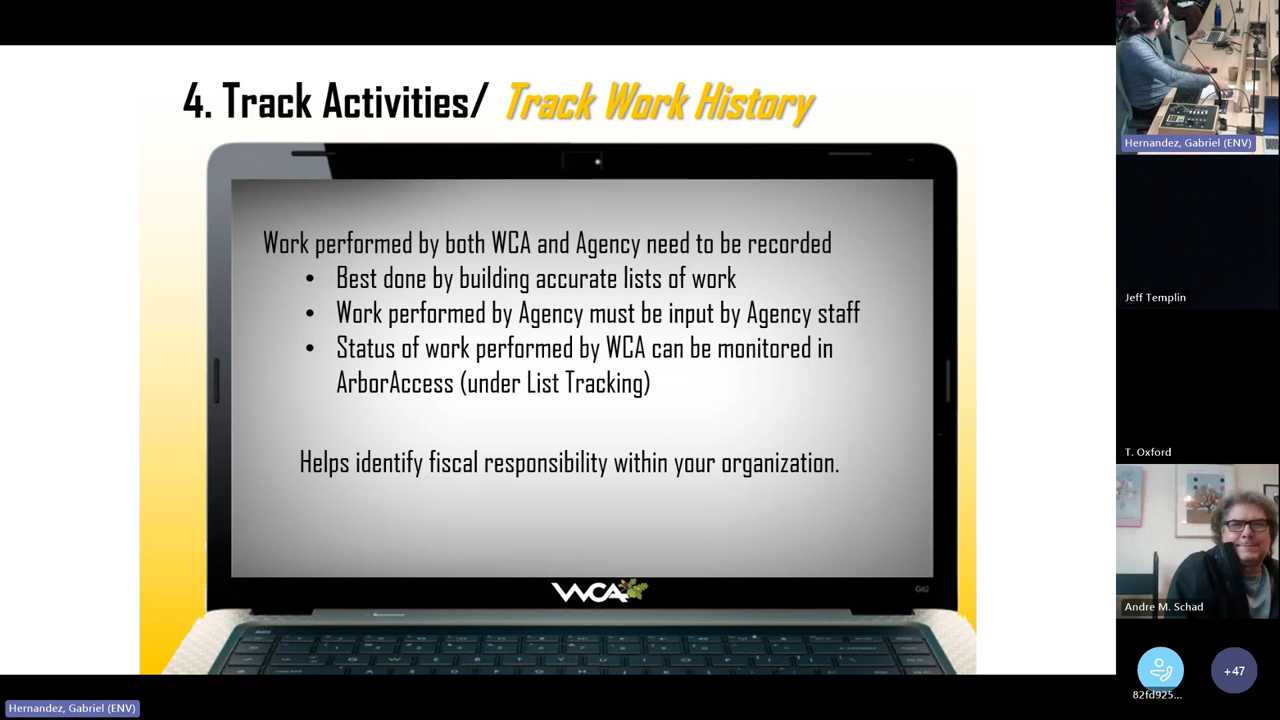 4. Track Activities/ Track Work History
Work performed by both WCA and Agency need to be recorded
• Best done by building accurate lists of work
• Work performed by Agency must be input by Agency staff
• Status of work performed by WCA can be monitored in
ArborAccess (under List Tracking)
Helps identify fiscal responsibility within your organization.
WCA
G62
Hernandez, Gabriel (ENV)
Jeff Templin
T. Oxford
Andre M. Schad
82fd925...
+47
Hernandez, Gabriel (ENV)